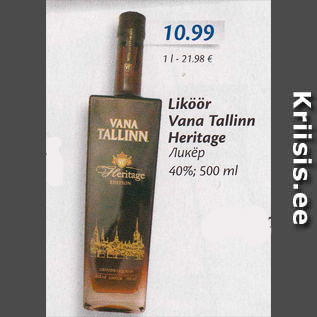 10.99
1 l - 21.98 €
Liköör
Vana Tallinn
Heritage
Ликёр
40%; 500 ml
VANA
TALLINN
Heritage
EDITION
Kriisis.ee